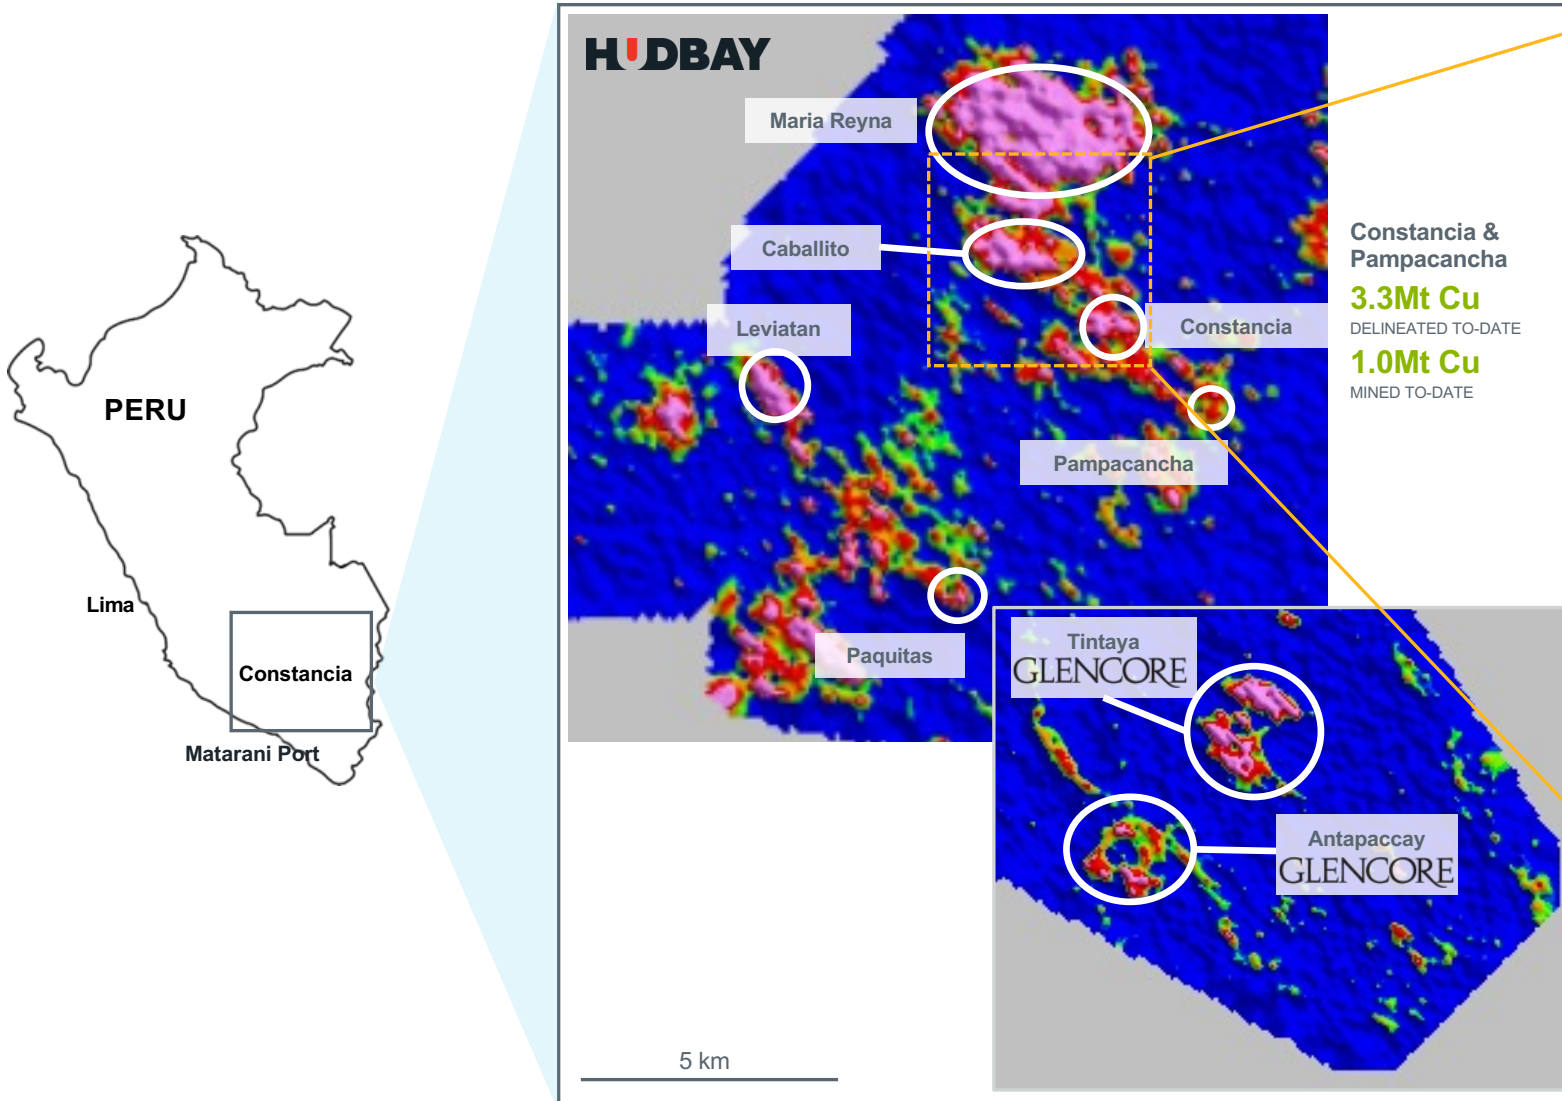 HUDBAY
Maria Reyna
Caballito
Leviatan
Constancia
Pampacancha
Paquitas
Constancia &
Pampacancha
3.3Mt Cu
DELINEATED TO-DATE
1.0Mt Cu
MINED TO-DATE
PERU
Lima
Constancia
Matarani Port
Tintaya
GLENCORE
Antapaccay
GLENCORE
5 km